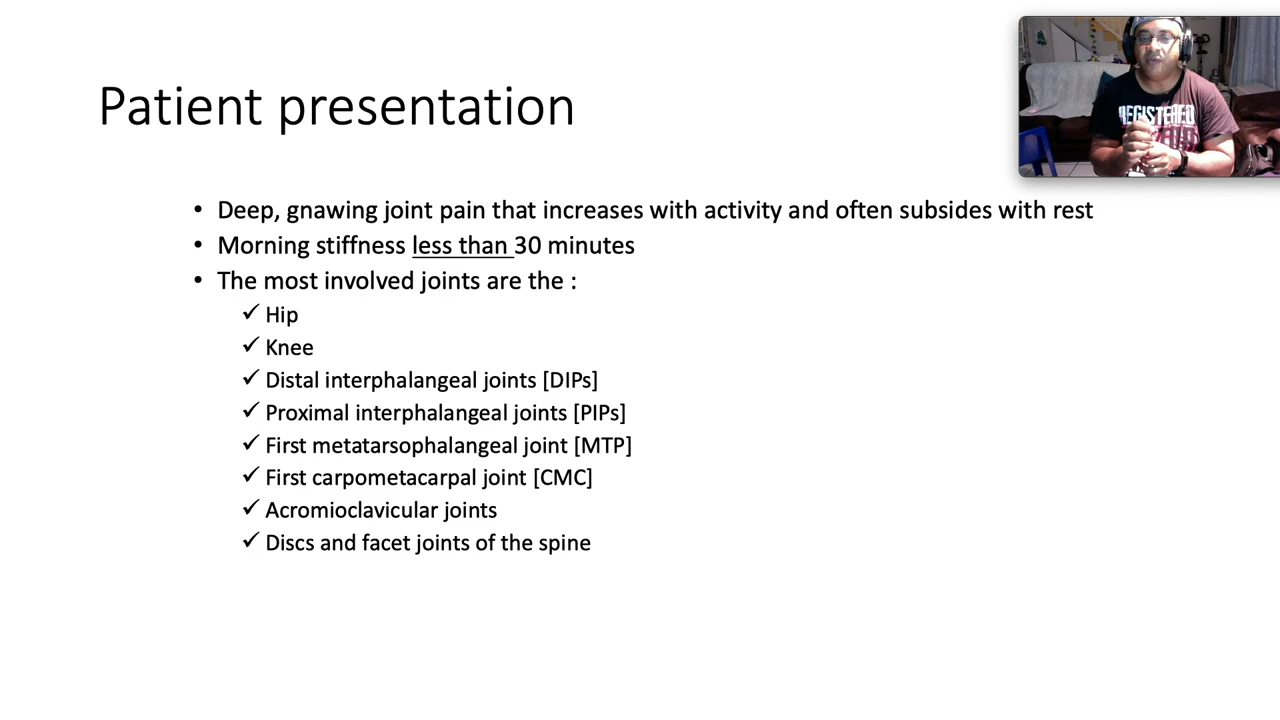 Patient presentation
REGISTERED
• Deep, gnawing joint pain that increases with activity and often subsides with rest
• Morning stiffness less than 30 minutes
• The most involved joints are the :
✓ Hip
✓ Knee
✓ Distal interphalangeal joints [DIPs]
✓ Proximal interphalangeal joints [PIPs]
✓ First metatarsophalangeal joint [MTP]
✓ First carpometacarpal joint [CMC]
✓ Acromioclavicular joints
✓ Discs and facet joints of the spine